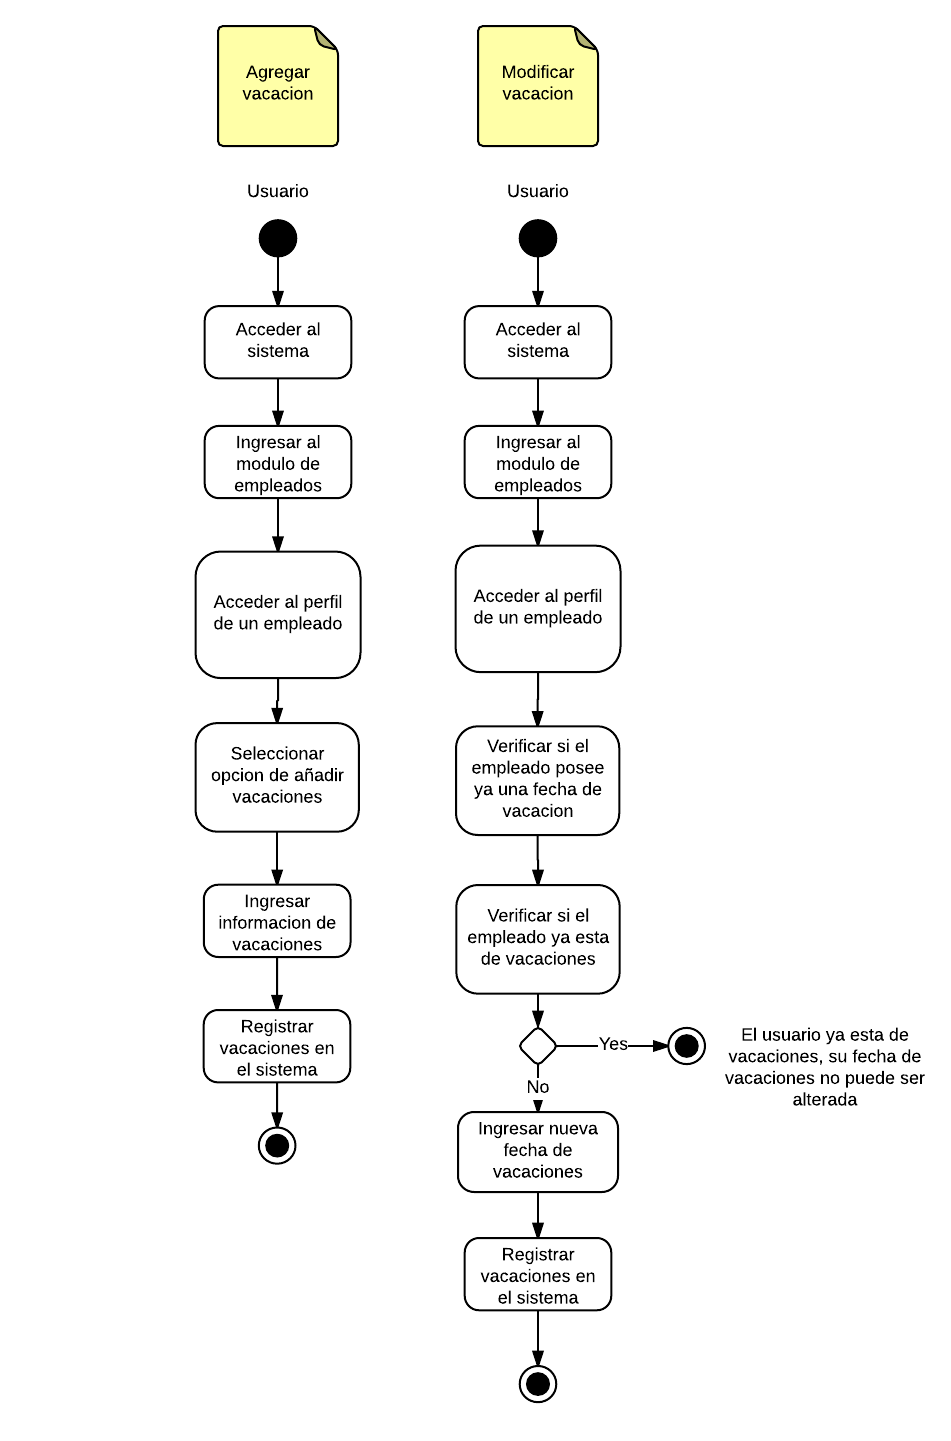 Agregar
vacacion
Usuario
Acceder al
sistema
Ingresar al
modulo de
empleados
Acceder al perfil
de un empleado
Seleccionar
opcion de añadir
vacaciones
Ingresar
informacion de
vacaciones
Registrar
vacaciones en
el sistema
Modificar
vacacion
Usuario
Acceder al
sistema
Ingresar al
modulo de
empleados
Acceder al perfil
de un empleado
Verificar si el
empleado posee
ya una fecha de
vacacion
Verificar si el
empleado ya esta
de vacaciones
Yes
El usuario ya esta de
vacaciones, su fecha de
vacaciones no puede ser
alterada
No
Ingresar nueva
fecha de
vacaciones
Registrar
vacaciones en
el sistema